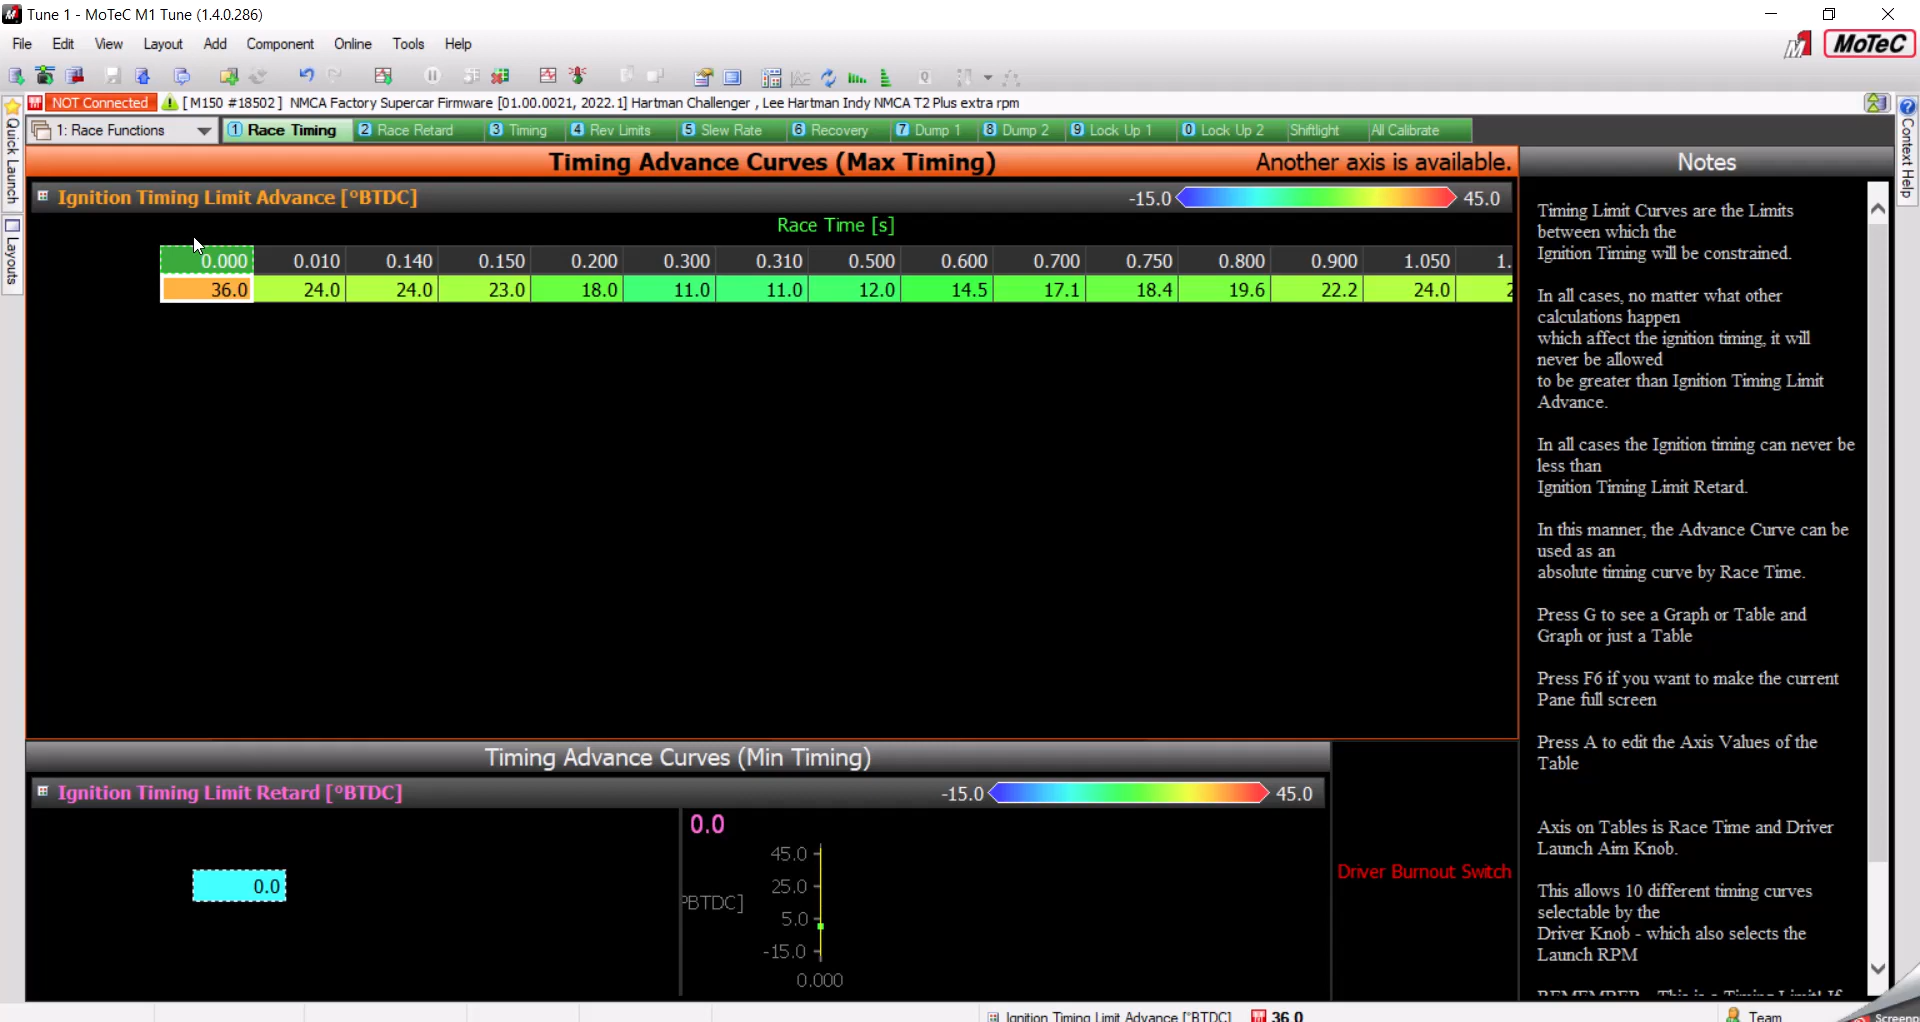 Tune 1 - MoTeC M1 Tune (1.4.0.286)
File Edit View Layout Add Component Online Tools Help
MoTeC
NOT Connected [ M150 #18502 ] NMCA Factory Supercar Firmware [01.00.0021, 2022.1] Hartman Challenger , Lee Hartman Indy NMCA T2 Plus extra rpm
1: Race Functions
1 Race Timing 2 Race Retard 3 Timing 4 Rev Limits 5 Slew Rate 6 Recovery 7 Dump 1 8 Dump 2 9 Lock Up 1 0 Lock Up 2 Shiftlight All Calibrate
Quick Launch
Layouts
Context Help
Timing Advance Curves (Max Timing) Another axis is available.
Ignition Timing Limit Advance [°BTDC] -15.0 45.0
Race Time [s]
0.000 0.010 0.140 0.150 0.200 0.300 0.310 0.500 0.600 0.700 0.750 0.800 0.900 1.050 1.
36.0 24.0 24.0 23.0 18.0 11.0 11.0 12.0 14.5 17.1 18.4 19.6 22.2 24.0 2
Timing Advance Curves (Min Timing)
Ignition Timing Limit Retard [°BTDC] -15.0 45.0
0.0
0.0
45.0
25.0
°BTDC]
5.0
-15.0
0.000
Driver Burnout Switch
Notes
Timing Limit Curves are the Limits
between which the
Ignition Timing will be constrained.
In all cases, no matter what other
calculations happen
which affect the ignition timing, it will
never be allowed
to be greater than Ignition Timing Limit
Advance.
In all cases the Ignition timing can never be
less than
Ignition Timing Limit Retard.
In this manner, the Advance Curve can be
used as an
absolute timing curve by Race Time.
Press G to see a Graph or Table and
Graph or just a Table
Press F6 if you want to make the current
Pane full screen
Press A to edit the Axis Values of the
Table
Axis on Tables is Race Time and Driver
Launch Aim Knob.
This allows 10 different timing curves
selectable by the
Driver Knob - which also selects the
Launch RPM
REMEMBER - This is a Timing Limit! If
Ignition Timing Limit Advance [°BTDC] 36.0
Team
Screenp